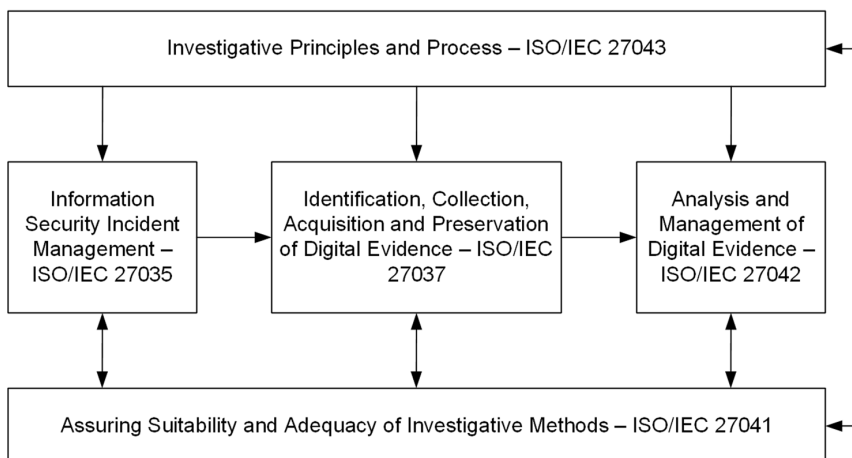 Investigative Principles and Process – ISO/IEC 27043
Information
Security Incident
Management –
ISO/IEC 27035
Identification, Collection,
Acquisition and Preservation
of Digital Evidence – ISO/IEC
27037
Analysis and
Management of
Digital Evidence –
ISO/IEC 27042
Assuring Suitability and Adequacy of Investigative Methods – ISO/IEC 27041